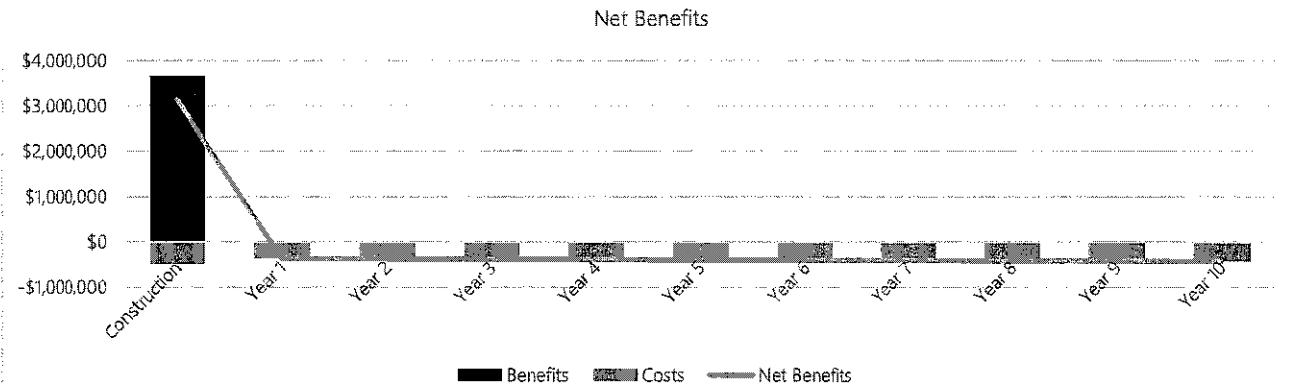 Net Benefits
$4,000,000
$3,000,000
$2,000,000
$1,000,000
$0
-$1,000,000
Construction
Year 1
Year 2
Year 3
Year 4
Year 5
Year 6
Year 7
Year 8
Year 9
Year 10
Benefits Costs Net Benefits